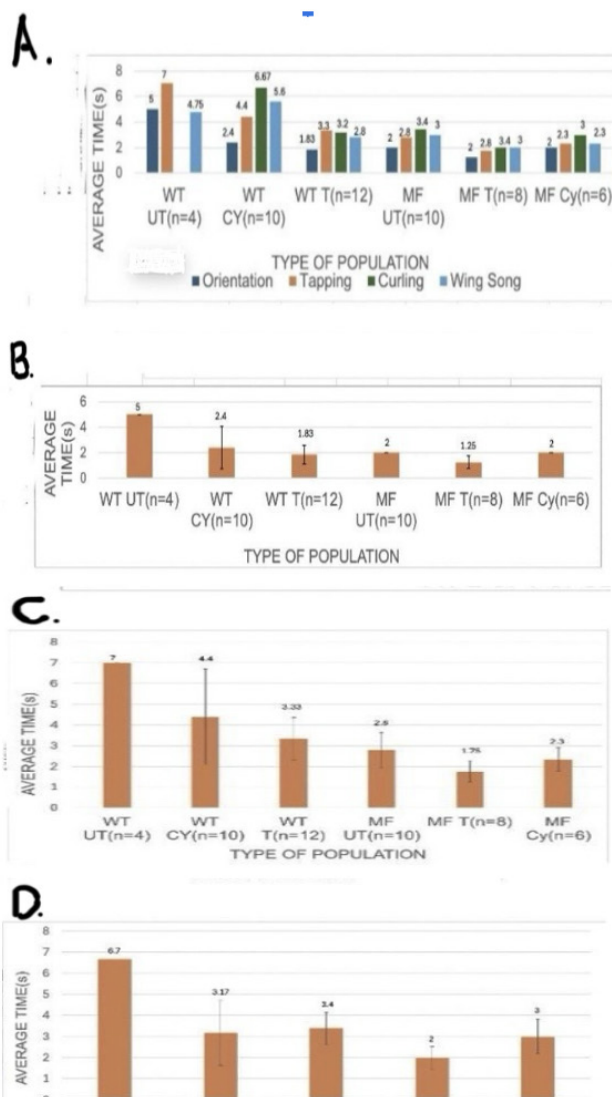 A.
AVERAGE TIME(s)
8
6
4
2
0
5
7
4.75
2.4
4.4
6.67
5.6
1.83
3.3
3.2
2.8
2
2.8
3.4
3
2
2.8
3.4
3
2
2.3
3
2.3
WT UT(n=4)
WT CY(n=10)
WT T(n=12)
MF UT(n=10)
MF T(n=8)
MF Cy(n=6)
TYPE OF POPULATION
Orientation Tapping Curling Wing Song
B.
AVERAGE TIME(s)
6
4
2
0
5
2.4
1.83
2
1.25
2
WT UT(n=4)
WT CY(n=10)
WT T(n=12)
MF UT(n=10)
MF T(n=8)
MF Cy(n=6)
TYPE OF POPULATION
C.
AVERAGE TIME(s)
8
7
6
5
4
3
2
1
0
7
4.4
3.33
2.8
1.75
2.3
WT UT(n=4)
WT CY(n=10)
WT T(n=12)
MF UT(n=10)
MF T(n=8)
MF Cy(n=6)
TYPE OF POPULATION
D.
AVERAGE TIME(s)
8
7
6
5
4
3
2
1
6.7
3.17
3.4
2
3